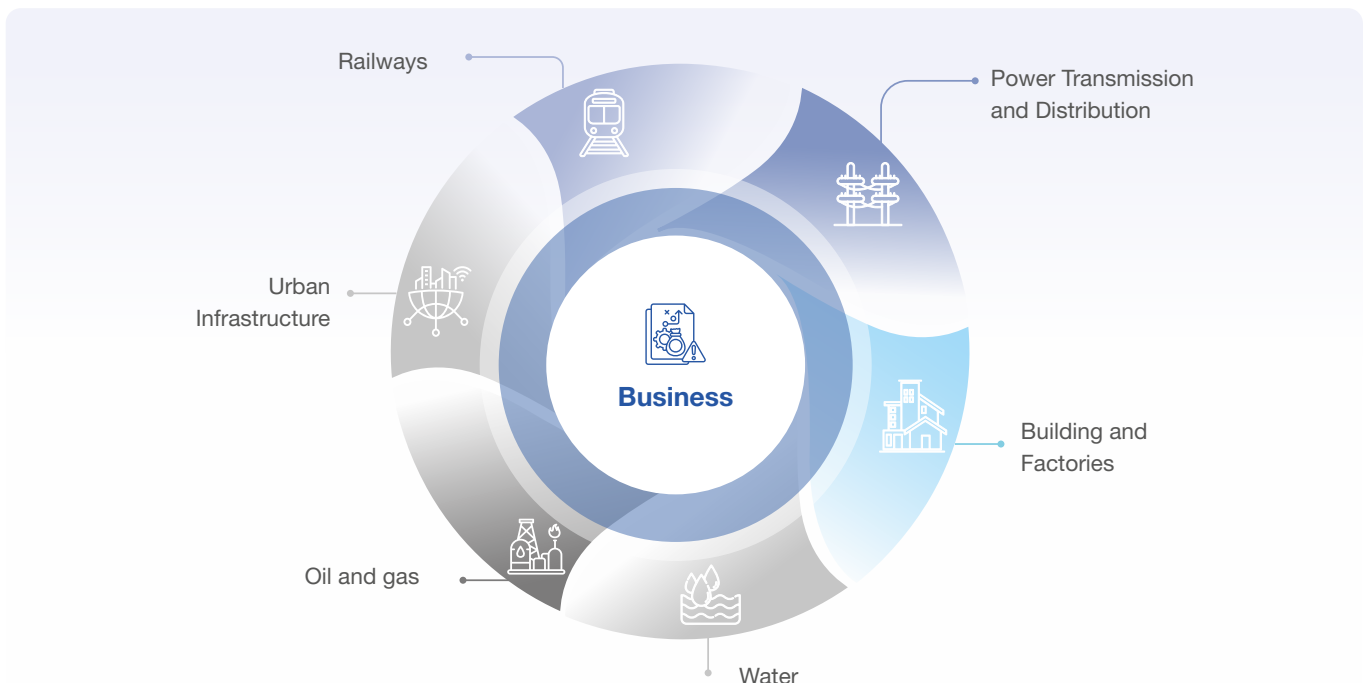 Railways
Power Transmission
and Distribution
Urban
Infrastructure
Business
Building and
Factories
Oil and gas
Water